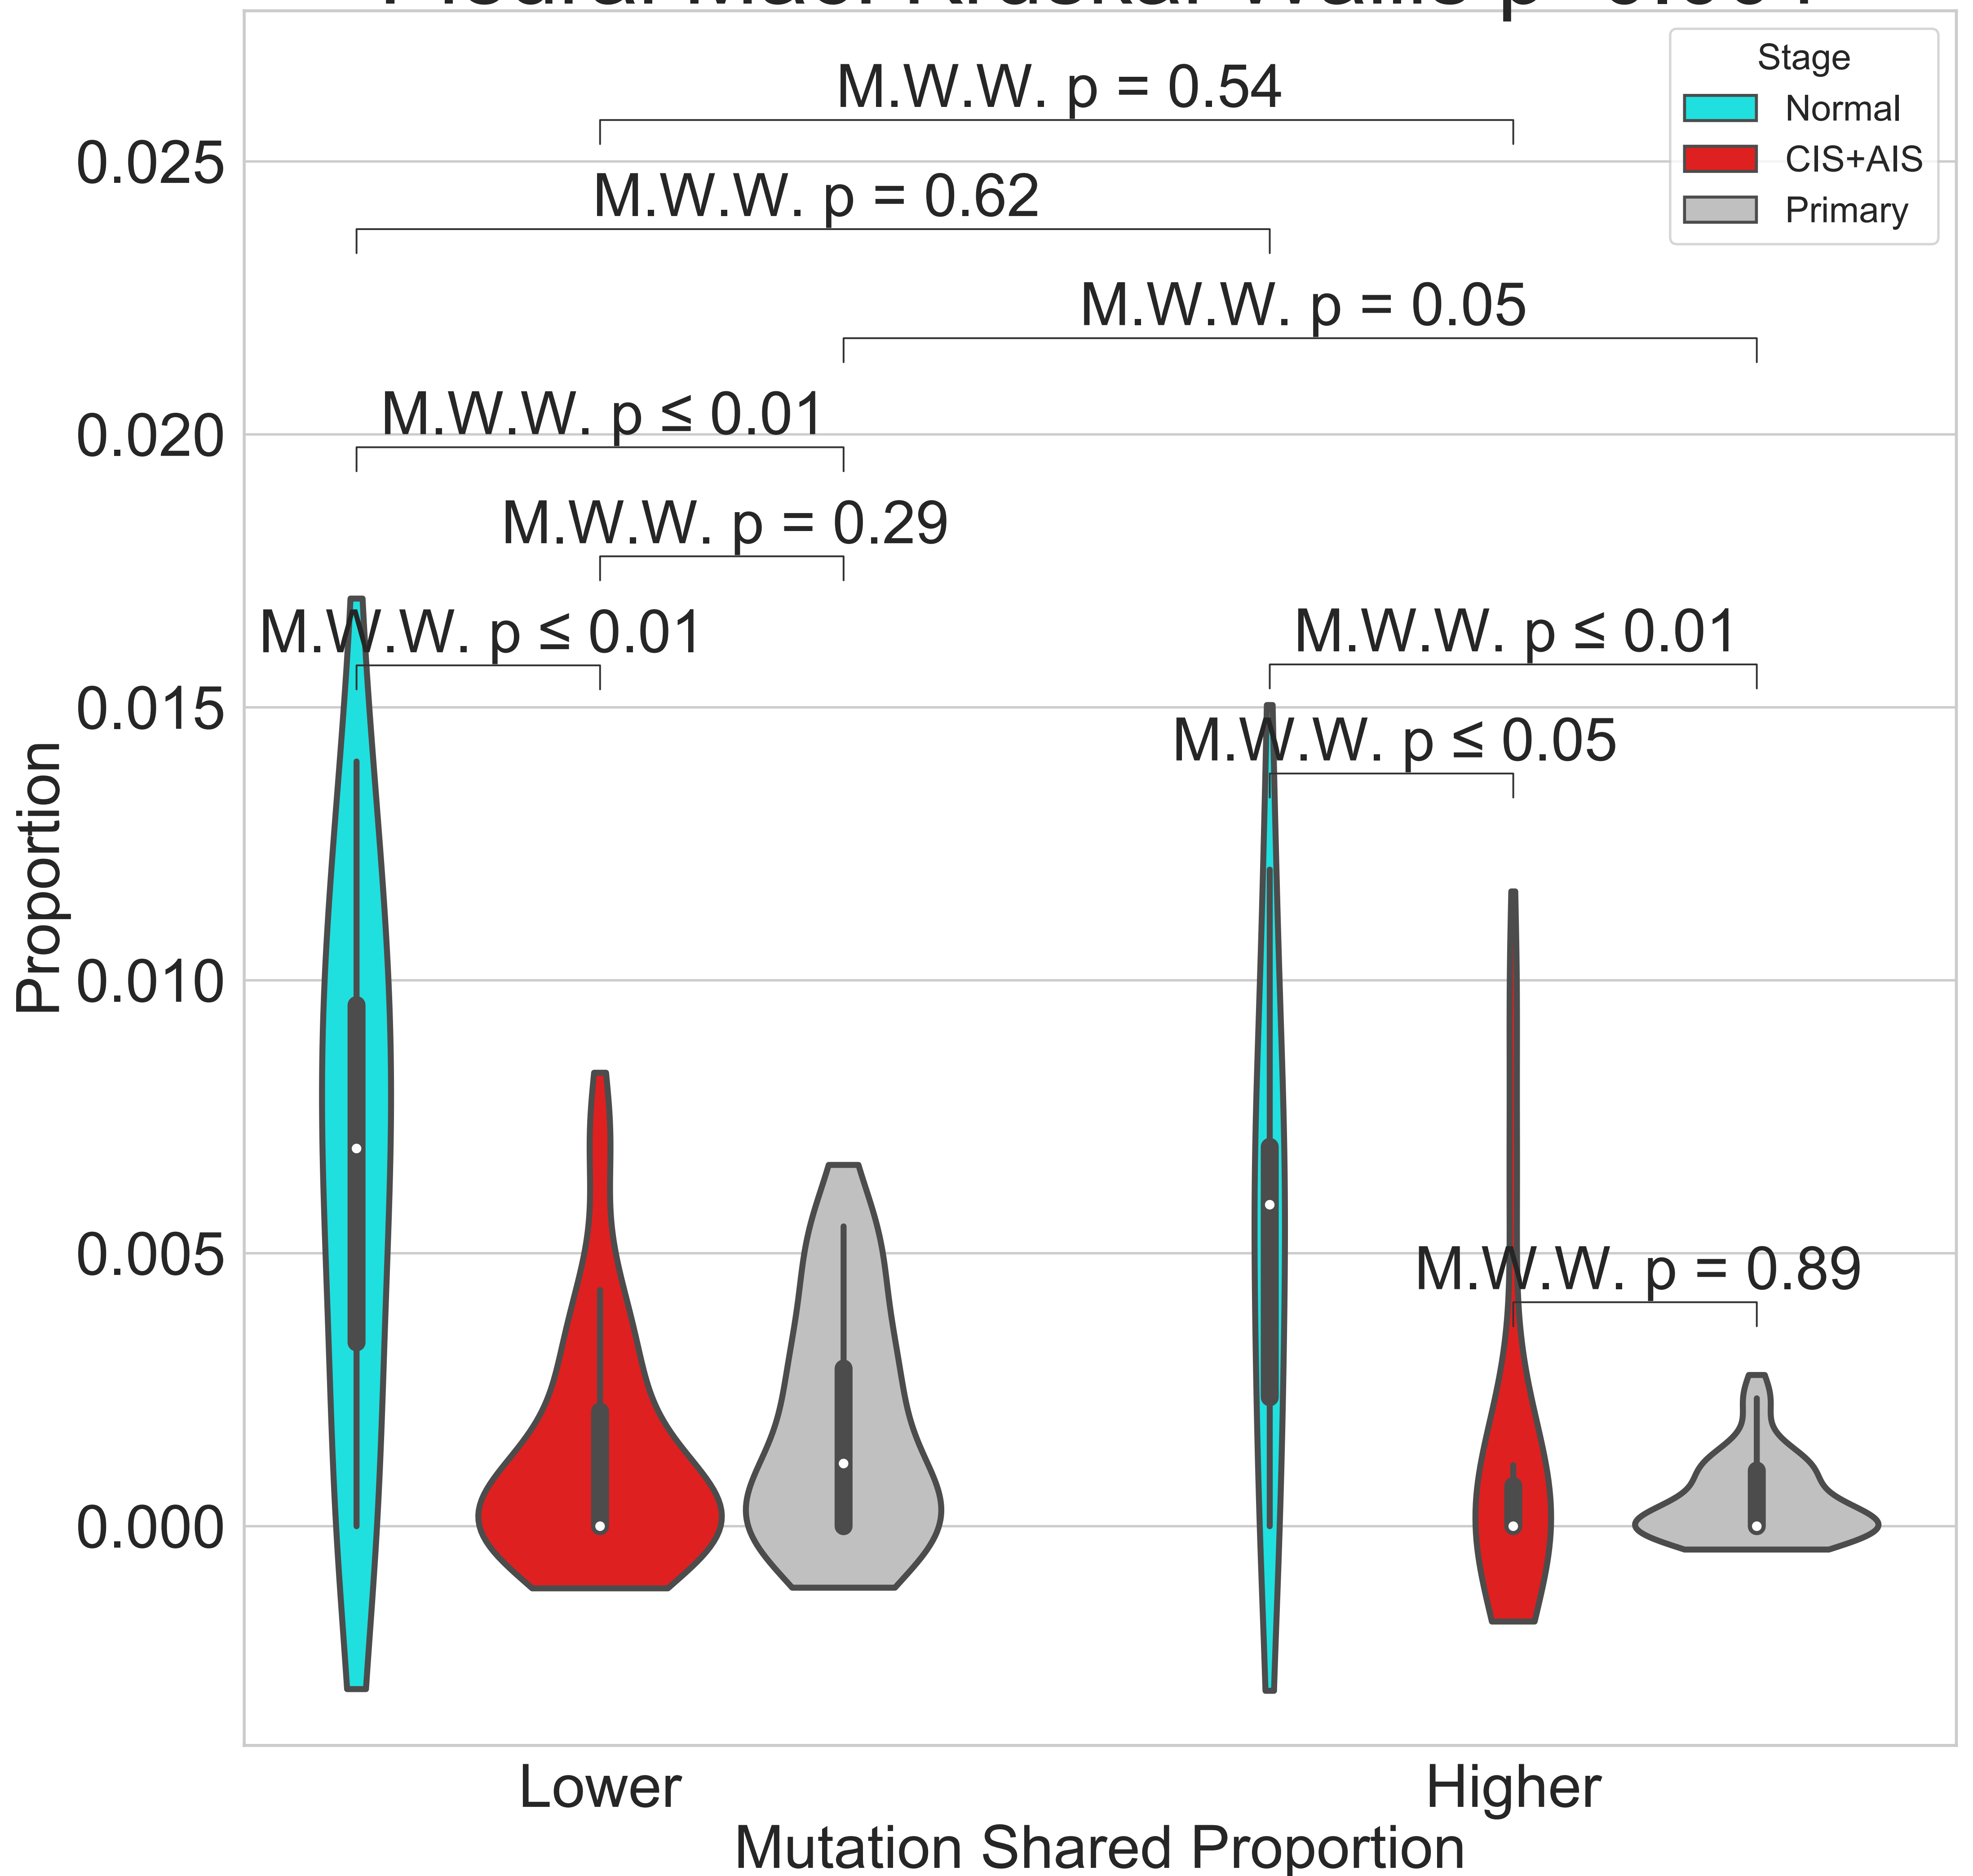 M.W.W. p = 0.54
Stage
Normal
CIS+AIS
Primary
0.025
M.W.W. p = 0.62
M.W.W. p = 0.05
M.W.W. p ≤ 0.01
0.020
M.W.W. p = 0.29
M.W.W. p ≤ 0.01
M.W.W. p ≤ 0.01
0.015
M.W.W. p ≤ 0.05
Proportion
0.010
0.005
M.W.W. p = 0.89
0.000
Lower
Higher
Mutation Shared Proportion